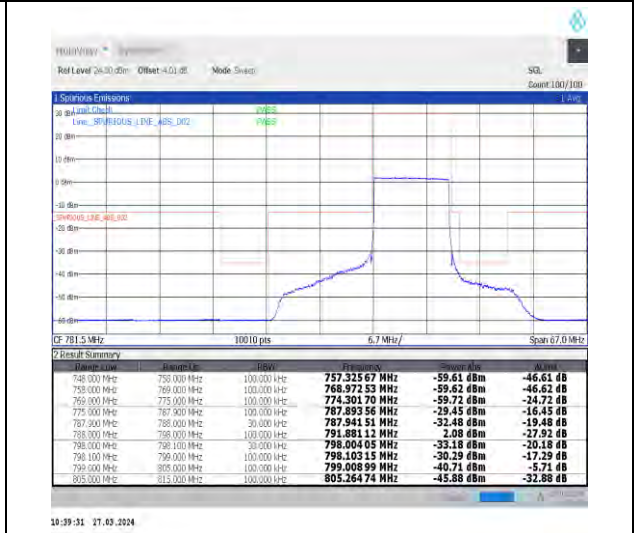 MultiView
Ref Level 24.00 dBm Offset 4.01 dB Mode Sweep SGL
Count 100/100
1 Spurious Emissions 1 Avg
30 dBm Limit Check PASS
Line _SPURIOUS_LINE_ABS_002 PASS
20 dBm
10 dBm
0 dBm
-10 dBm
_SPURIOUS_LINE_ABS_002
-20 dBm
-30 dBm
-40 dBm
-50 dBm
-60 dBm
CF 781.5 MHz 10010 pts 6.7 MHz/ Span 67.0 MHz
2 Result Summary
Range Low Range Up RBW Frequency Power Abs ΔLimit
748.000 MHz 758.000 MHz 100.000 kHz 757.325 67 MHz -59.61 dBm -46.61 dB
758.000 MHz 769.000 MHz 100.000 kHz 768.972 53 MHz -59.62 dBm -46.62 dB
769.000 MHz 775.000 MHz 100.000 kHz 774.301 70 MHz -59.72 dBm -24.72 dB
775.000 MHz 787.900 MHz 100.000 kHz 787.893 56 MHz -29.45 dBm -16.45 dB
787.900 MHz 788.000 MHz 30.000 kHz 787.941 51 MHz -32.48 dBm -19.48 dB
788.000 MHz 798.000 MHz 100.000 kHz 791.881 12 MHz 2.08 dBm -27.92 dB
798.000 MHz 798.100 MHz 30.000 kHz 798.004 05 MHz -33.18 dBm -20.18 dB
798.100 MHz 799.000 MHz 100.000 kHz 798.103 15 MHz -30.29 dBm -17.29 dB
799.000 MHz 805.000 MHz 100.000 kHz 799.008 99 MHz -40.71 dBm -5.71 dB
805.000 MHz 815.000 MHz 100.000 kHz 805.264 74 MHz -45.88 dBm -32.88 dB
10:39:31 27.03.2024